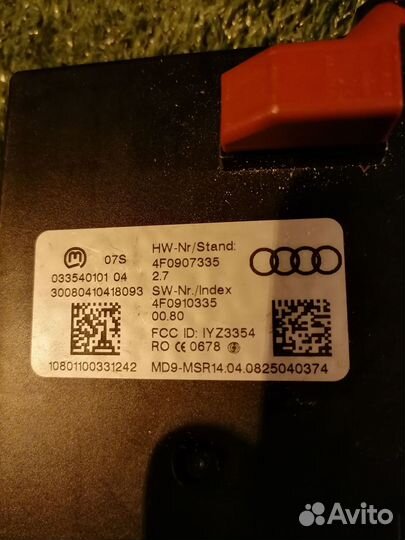 07S
033540101 04
30080410418093
HW-Nr/Stand:
4F0907335
2.7
SW-Nr./Index
4F0910335
00.80
FCC ID: IYZ3354
RO CE 0678
10801100331242
MD9-MSR14.04.0825040374
Avito